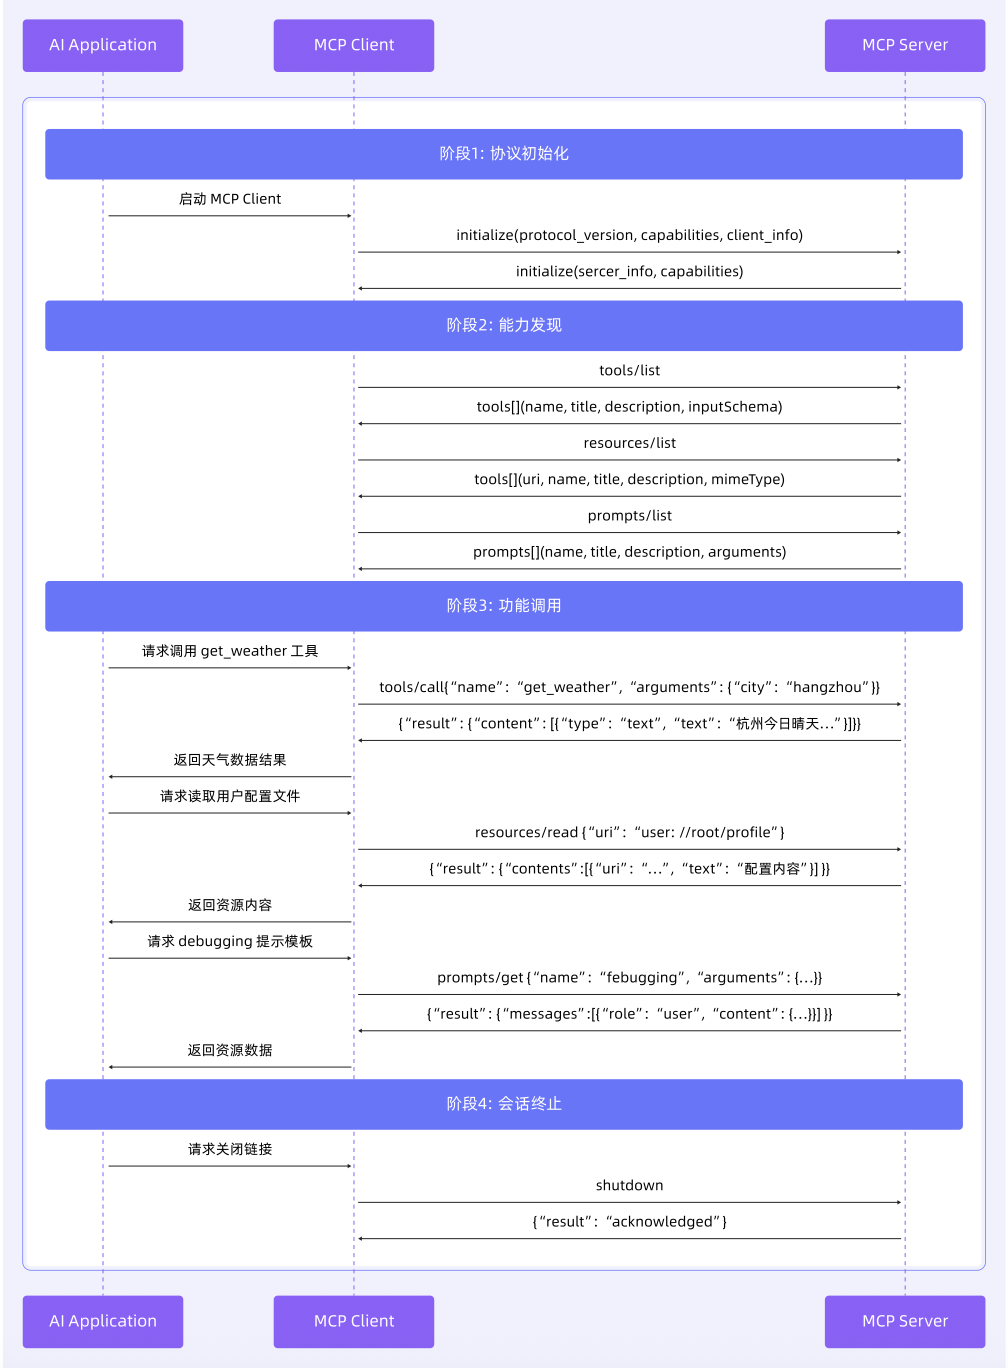 AI Application MCP Client MCP Server
阶段1: 协议初始化
启动 MCP Client
initialize(protocol_version, capabilities, client_info)
initialize(sercer_info, capabilities)
阶段2: 能力发现
tools/list
tools[](name, title, description, inputSchema)
resources/list
tools[](uri, name, title, description, mimeType)
prompts/list
prompts[](name, title, description, arguments)
阶段3: 功能调用
请求调用 get_weather 工具
tools/call{“name”: “get_weather”, “arguments”: {“city”: “hangzhou”}}
{“result”: {“content”: [{“type”: “text”, “text”: “杭州今日晴天...”}]}}
返回天气数据结果
请求读取用户配置文件
resources/read {“uri”: “user: //root/profile”}
{“result”: {“contents”:[{“uri”: “...”, “text”: “配置内容”}] }}
返回资源内容
请求 debugging 提示模板
prompts/get {“name”: “febugging”, “arguments”: {...}}
{“result”: {“messages”:[{“role”: “user”, “content”: {...}}] }}
返回资源数据
阶段4: 会话终止
请求关闭链接
shutdown
{“result”: “acknowledged”}
AI Application MCP Client MCP Server